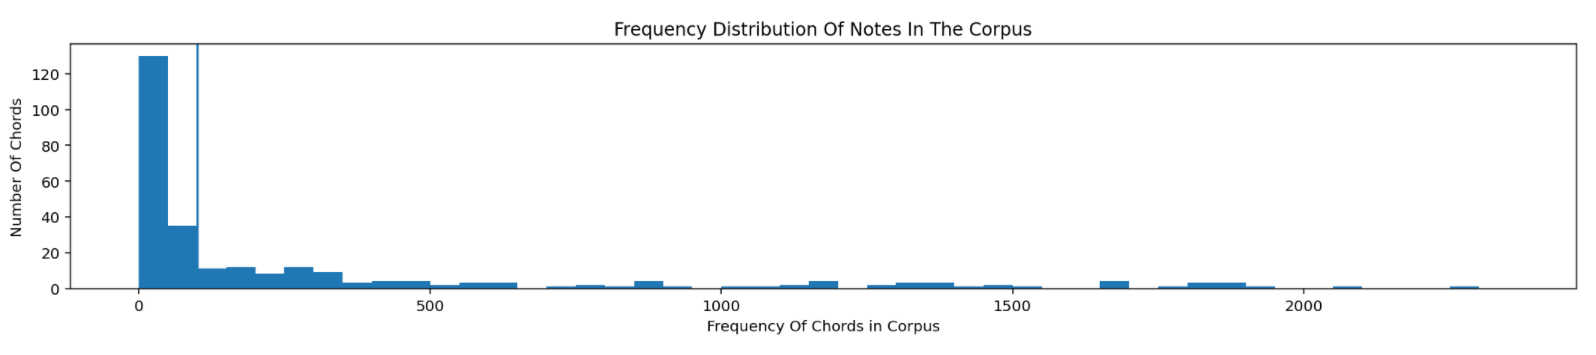 Frequency Distribution Of Notes In The Corpus
Number Of Chords
120
100
80
60
40
20
0
0 500 1000 1500 2000
Frequency Of Chords in Corpus